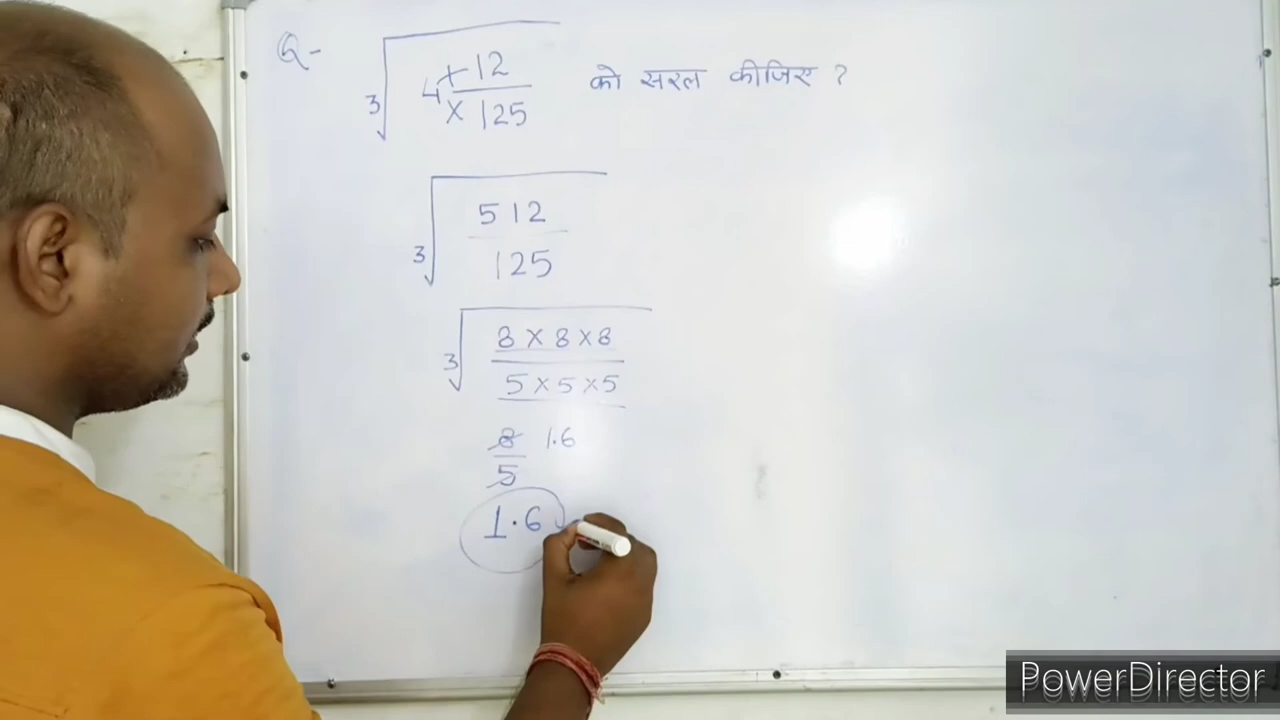 Q-
3√ 4 + 12 / × 125 को सरल कीजिए ?
3√ 512 / 125
3√ 8 × 8 × 8 / 5 × 5 × 5
8 / 5 1.6
1.6
PowerDirector